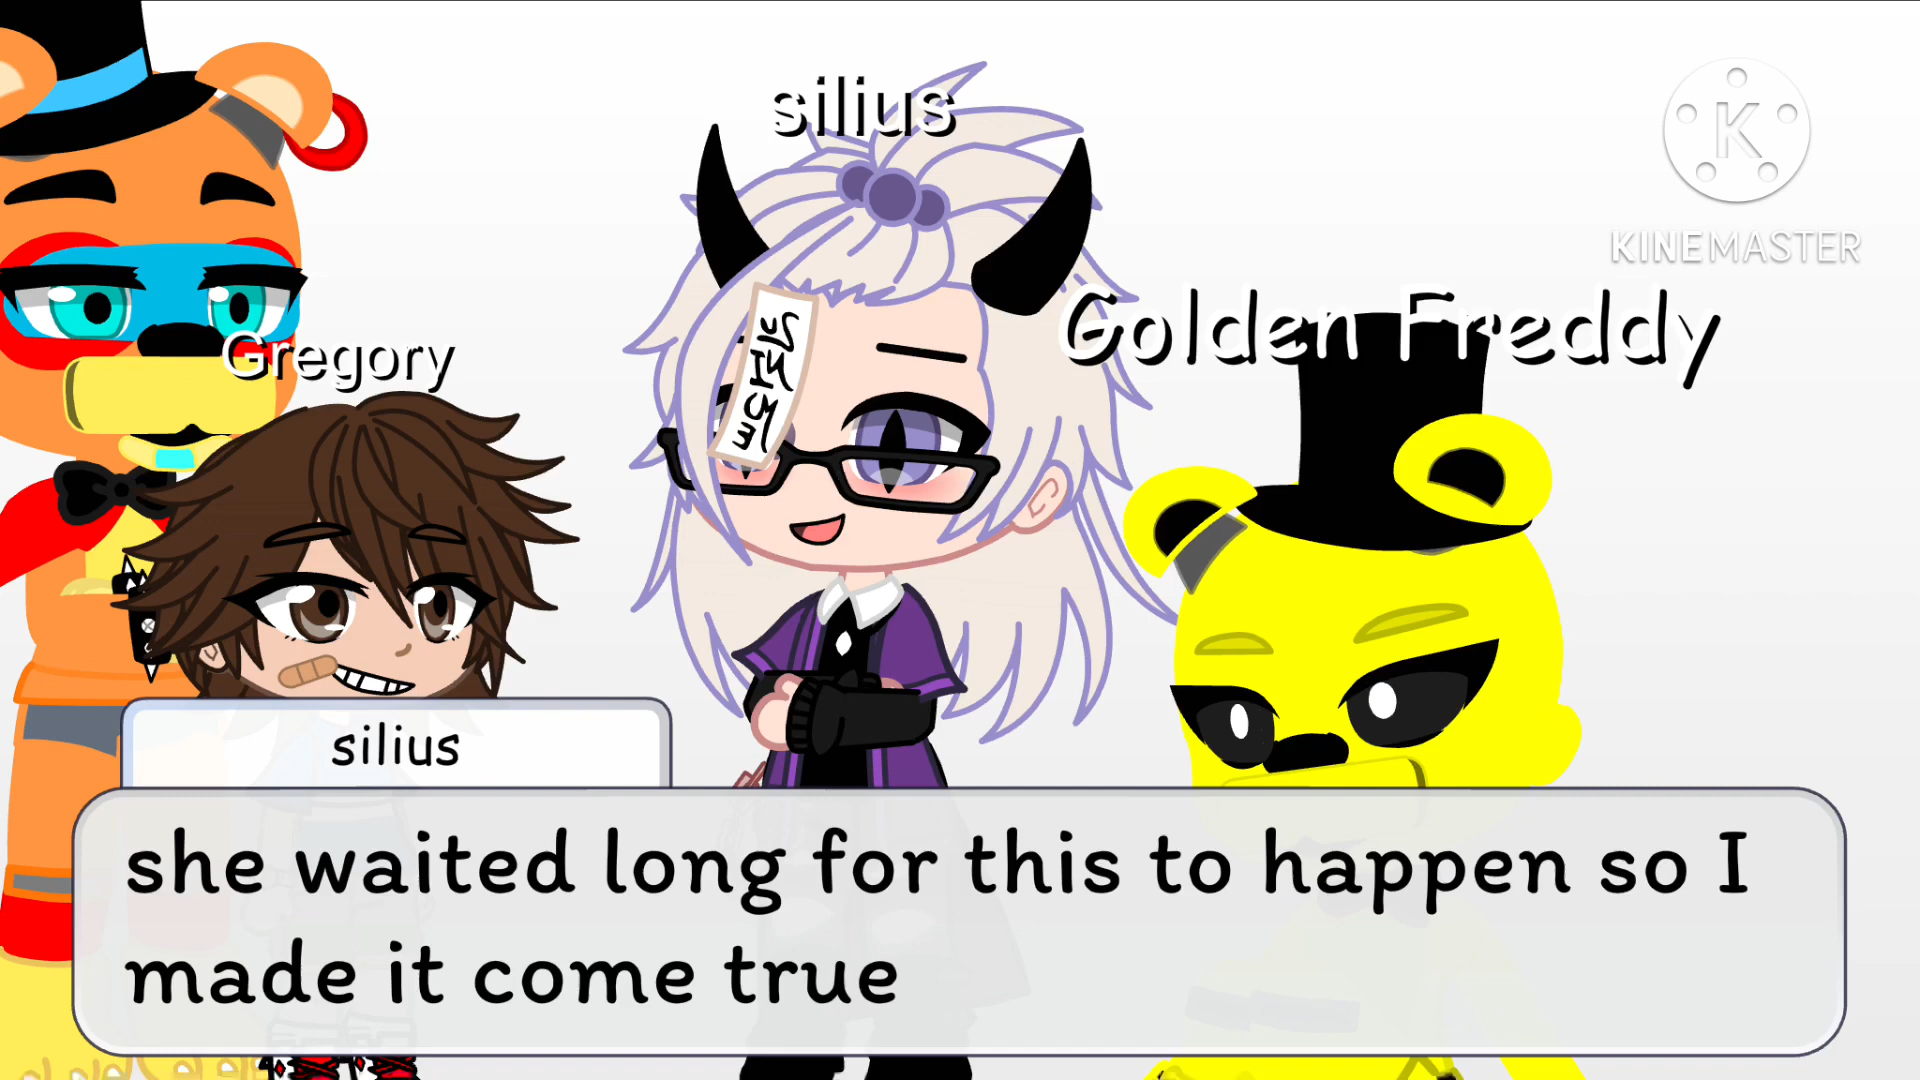 silius
K
KINEMASTER
Golden Freddy
Gregory
silius
she waited long for this to happen so I
made it come true